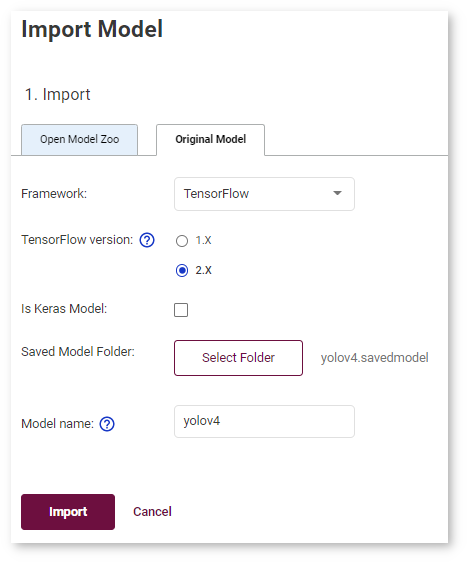 Import Model
1. Import
Open Model Zoo
Original Model
Framework:
TensorFlow
TensorFlow version: ?
1.X
2.X
Is Keras Model:
Saved Model Folder:
Select Folder
yolov4.savedmodel
Model name: ?
yolov4
Import
Cancel